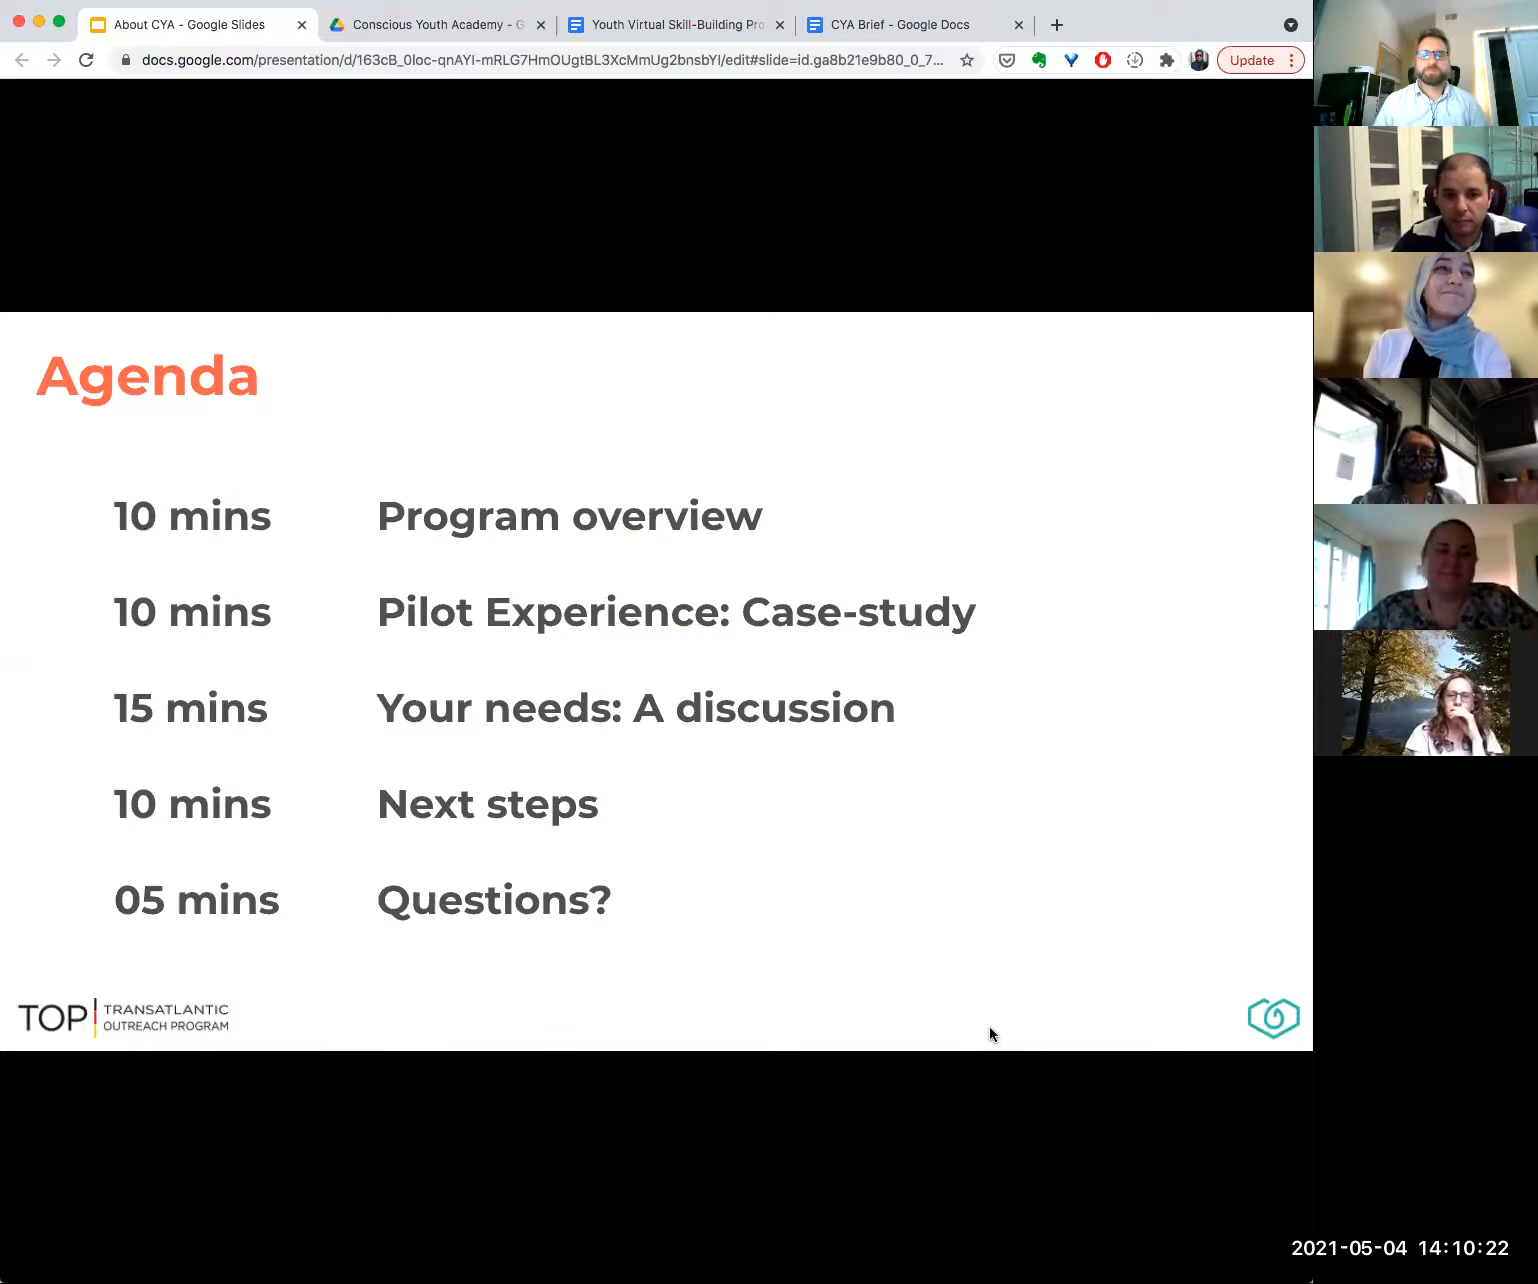 About CYA - Google Slides
Conscious Youth Academy - G
Youth Virtual Skill-Building Pro
CYA Brief - Google Docs
docs.google.com/presentation/d/163cB_0loc-qnAYI-mRLG7HmOUgtBL3XcMmUg2bnsbYI/edit#slide=id.ga8b21e9b80_0_7...
Update
Agenda
10 mins Program overview
10 mins Pilot Experience: Case-study
15 mins Your needs: A discussion
10 mins Next steps
05 mins Questions?
TOP TRANSATLANTIC
OUTREACH PROGRAM
2021-05-04 14:10:22